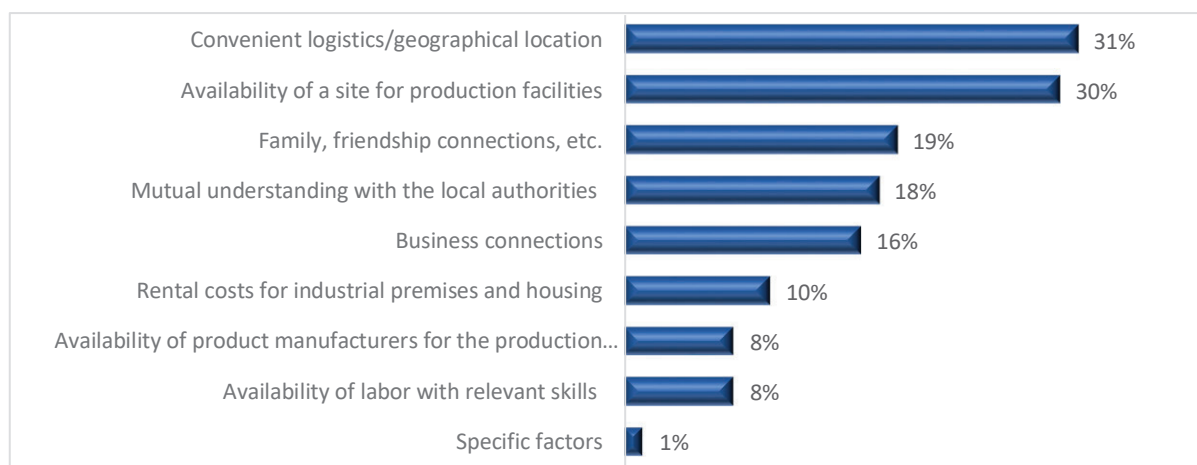 Convenient logistics/geographical location 31%
Availability of a site for production facilities 30%
Family, friendship connections, etc. 19%
Mutual understanding with the local authorities 18%
Business connections 16%
Rental costs for industrial premises and housing 10%
Availability of product manufacturers for the production... 8%
Availability of labor with relevant skills 8%
Specific factors 1%